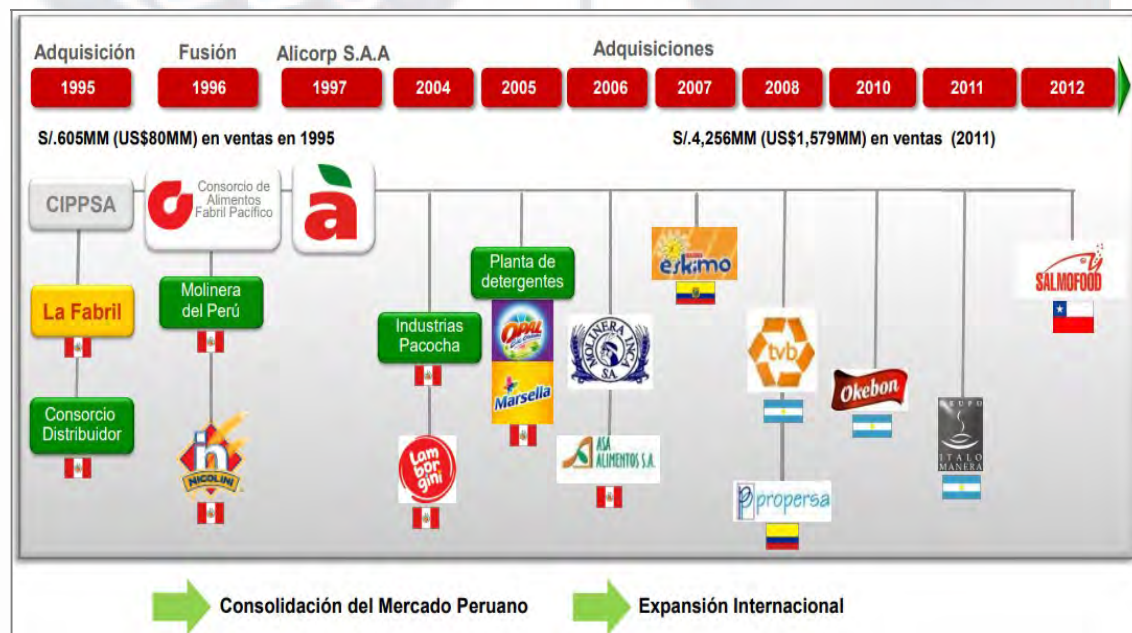 Adquisición
Fusión
Alicorp S.A.A
Adquisiciones
1995
1996
1997
2004
2005
2006
2007
2008
2010
2011
2012
S/.605MM (US$80MM) en ventas en 1995
S/.4,256MM (US$1,579MM) en ventas (2011)
CIPPSA
Consorcio de
Alimentos
Fabril Pacífico
à
La Fabril
Molinera
del Perú
Consorcio
Distribuidor
NICOLINI
Industrias
Pacocha
Lam
bor
gini
Planta de
detergentes
OPAL
Marsella
MOLINERA INCA
S.A.
ASA
ALIMENTOS S.A.
eskimo
tvb
propersa
Okebon
GRUPO
ITALO
MANERA
SALMOFOOD
Consolidación del Mercado Peruano
Expansión Internacional